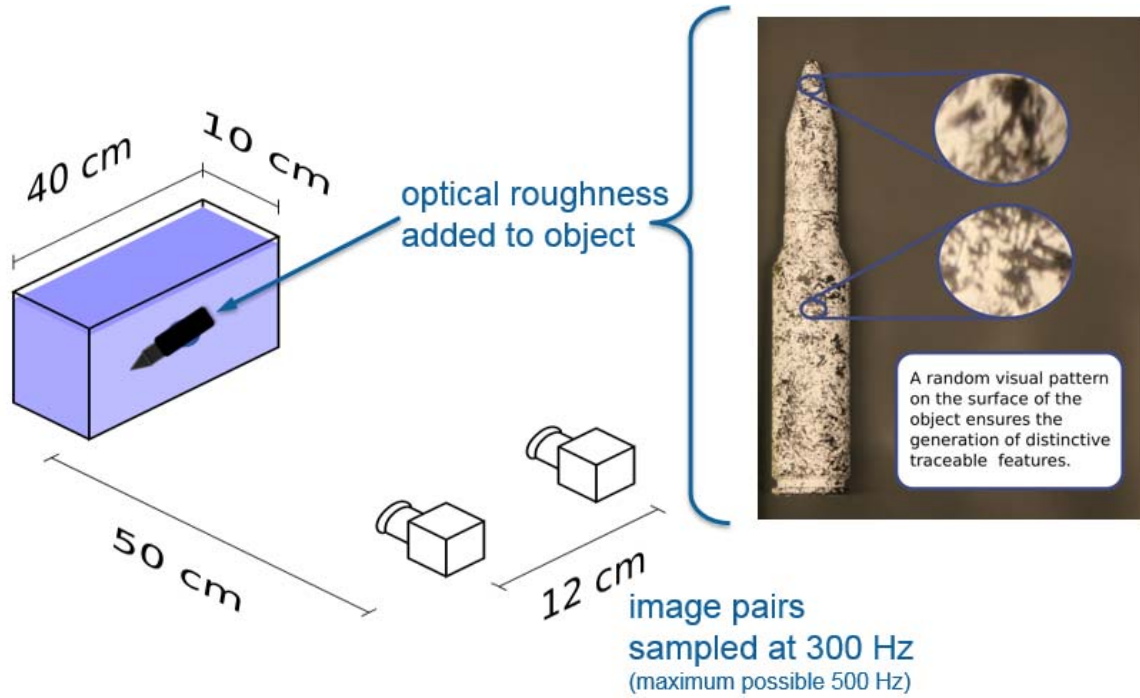 40 cm
10 cm
optical roughness
added to object
50 cm
12 cm
image pairs
sampled at 300 Hz
(maximum possible 500 Hz)
A random visual pattern
on the surface of the
object ensures the
generation of distinctive
traceable features.